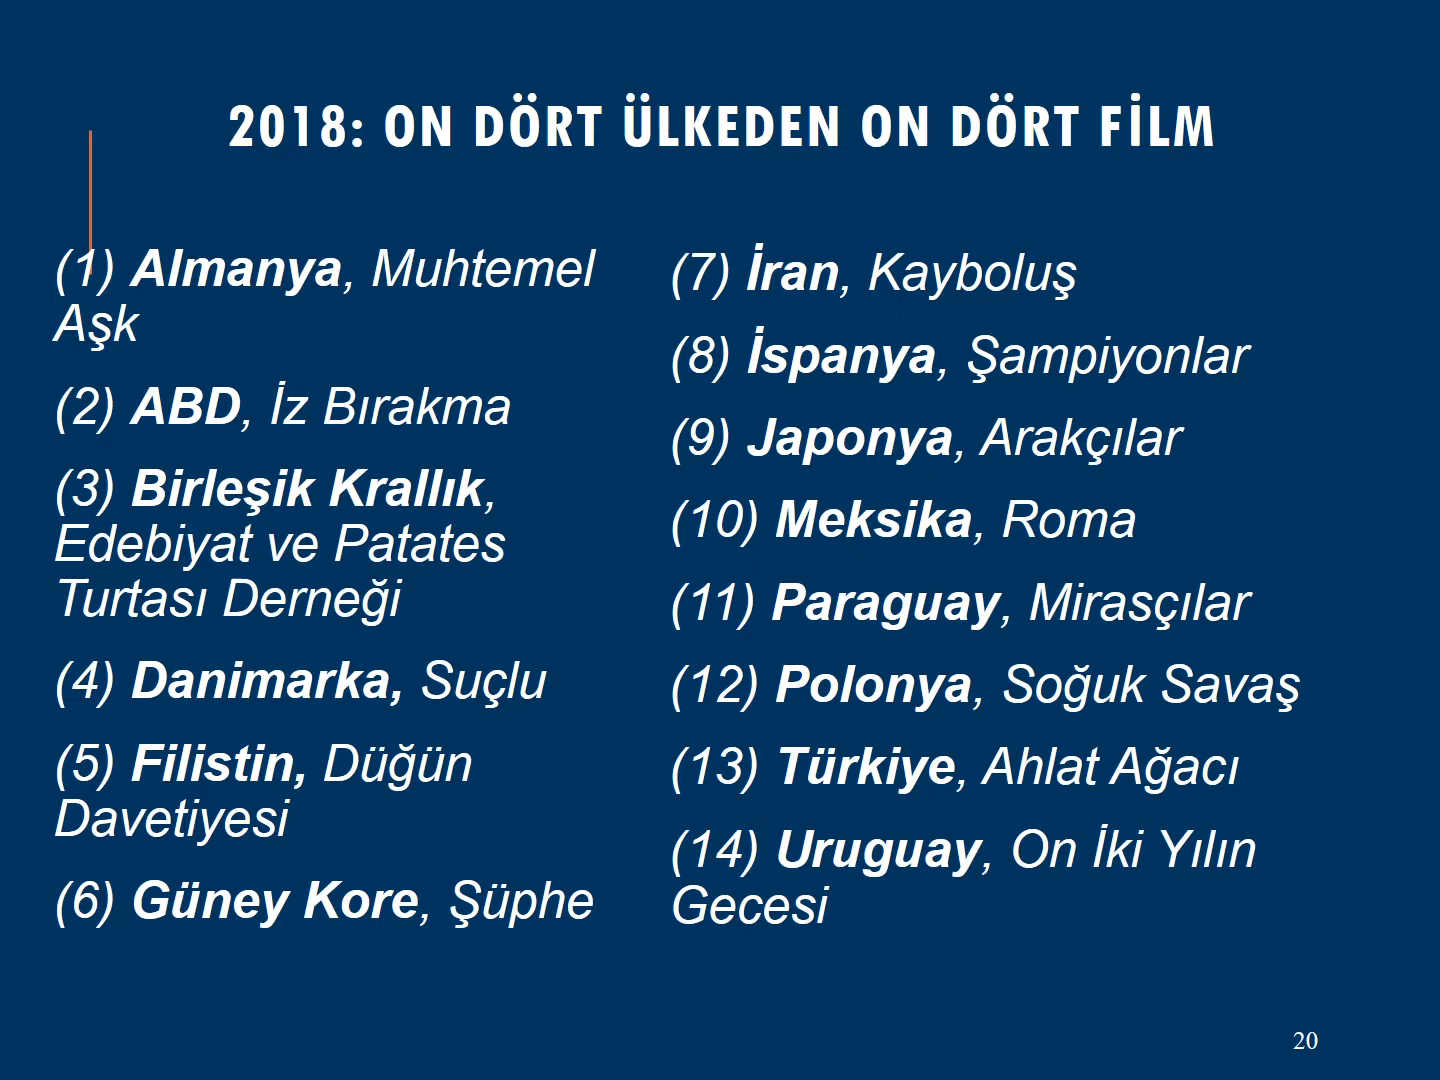 2018: ON DÖRT ÜLKEDEN ON DÖRT FİLM
(1) Almanya, Muhtemel
Aşk
(2) ABD, İz Bırakma
(3) Birleşik Krallık,
Edebiyat ve Patates
Turtası Derneği
(4) Danimarka, Suçlu
(5) Filistin, Düğün
Davetiyesi
(6) Güney Kore, Şüphe
(7) İran, Kayboluş
(8) İspanya, Şampiyonlar
(9) Japonya, Arakçılar
(10) Meksika, Roma
(11) Paraguay, Mirasçılar
(12) Polonya, Soğuk Savaş
(13) Türkiye, Ahlat Ağacı
(14) Uruguay, On İki Yılın
Gecesi
20